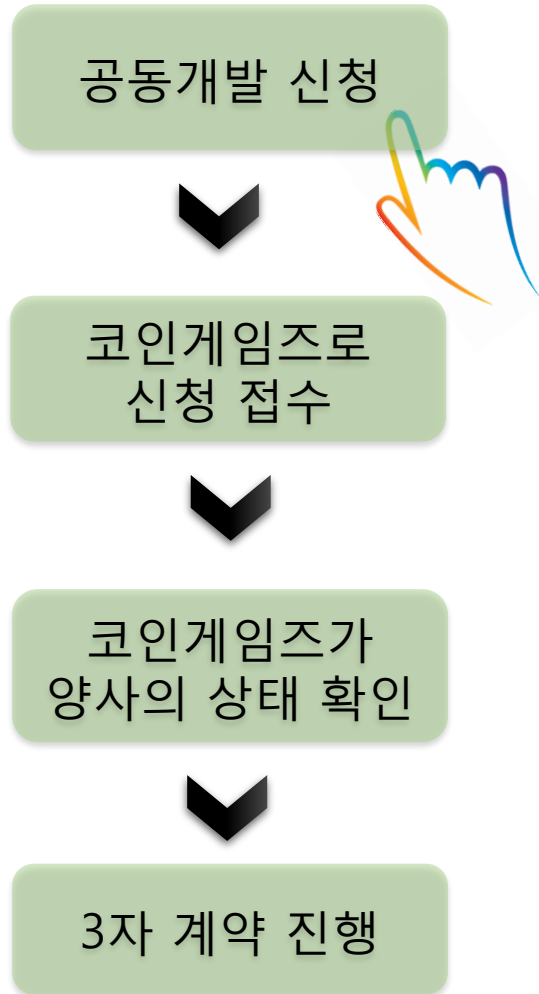 공동개발 신청
코인게임즈로
신청 접수
코인게임즈가
양사의 상태 확인
3자 계약 진행